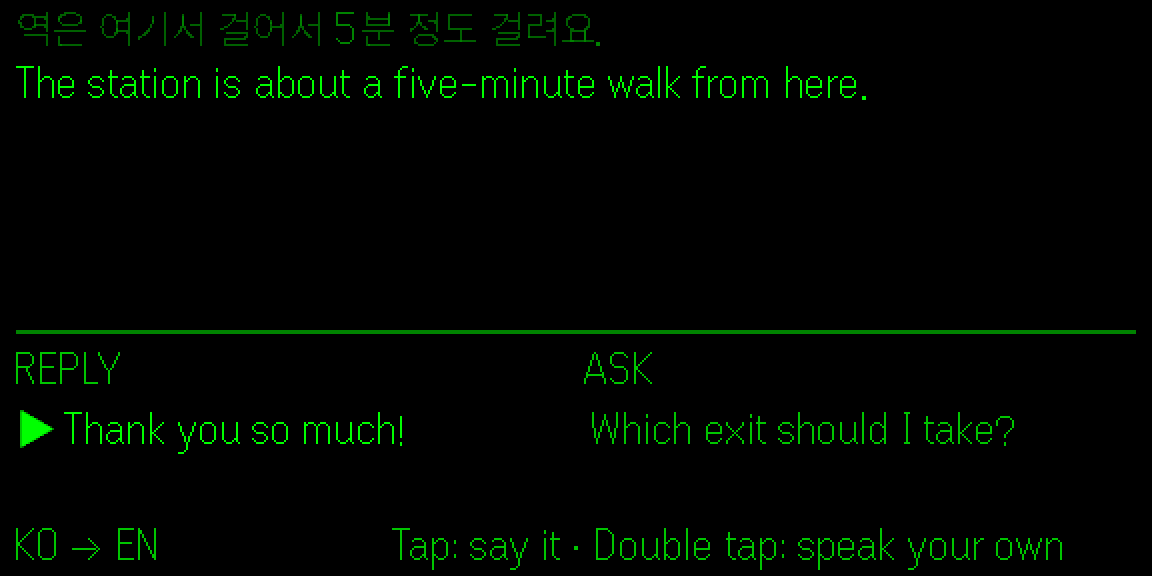 역은 여기서 걸어서 5분 정도 걸려요.
The station is about a five-minute walk from here.
REPLY
ASK
▶ Thank you so much!
Which exit should I take?
KO → EN
Tap: say it · Double tap: speak your own